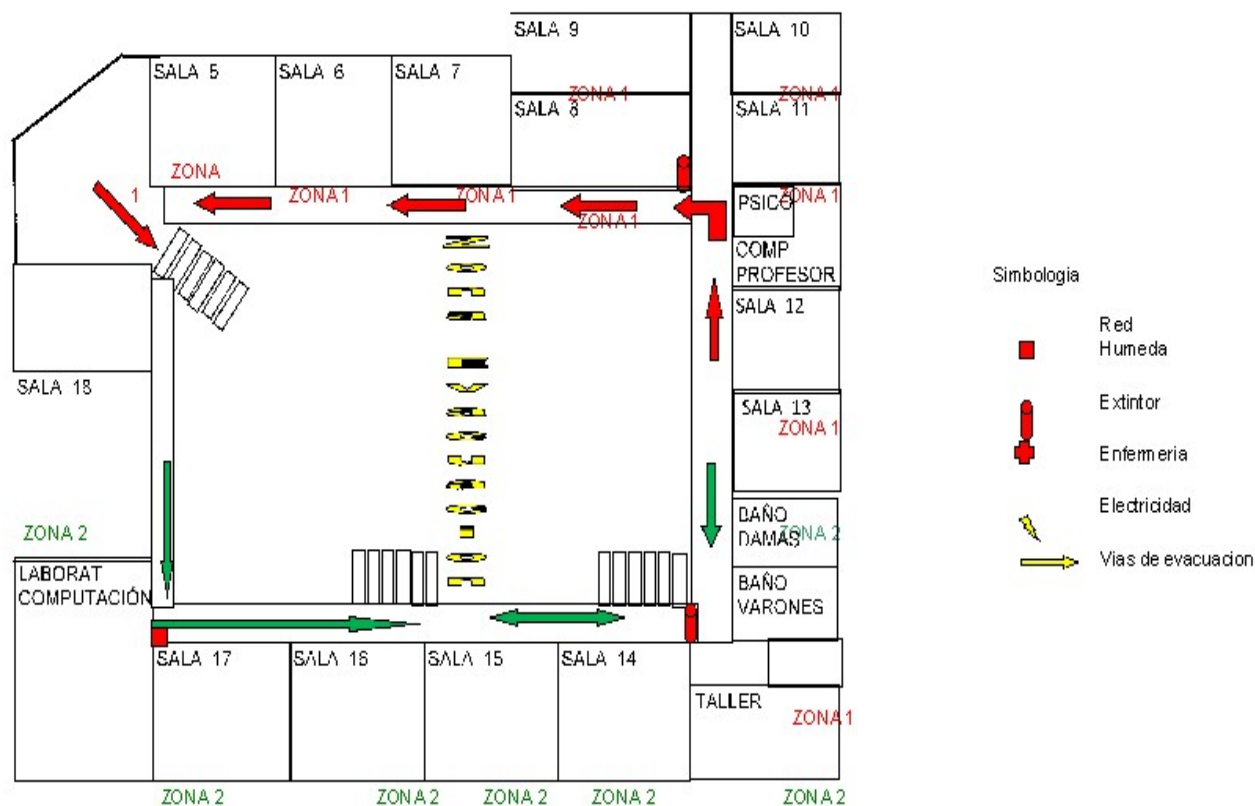 SALA 9
SALA 10
SALA 5
SALA 6
SALA 7
ZONA 1
ZONA 1
SALA 8
SALA 11
ZONA
1
ZONA 1
ZONA 1
ZONA 1
ZONA 1
PSICO
COMP
PROFESOR
SALA 12
Simbologia
Red
Humeda
Extintor
Enfermeria
Electricidad
Vias de evacuacion
SALA 18
SALA 13
ZONA 1
ZONA 2
BAÑO
DAMAS
ZONA 2
LABORAT
COMPUTACIÓN
BAÑO
VARONES
SALA 17
SALA 16
SALA 15
SALA 14
TALLER
ZONA 1
ZONA 2
ZONA 2
ZONA 2
ZONA 2
ZONA 2